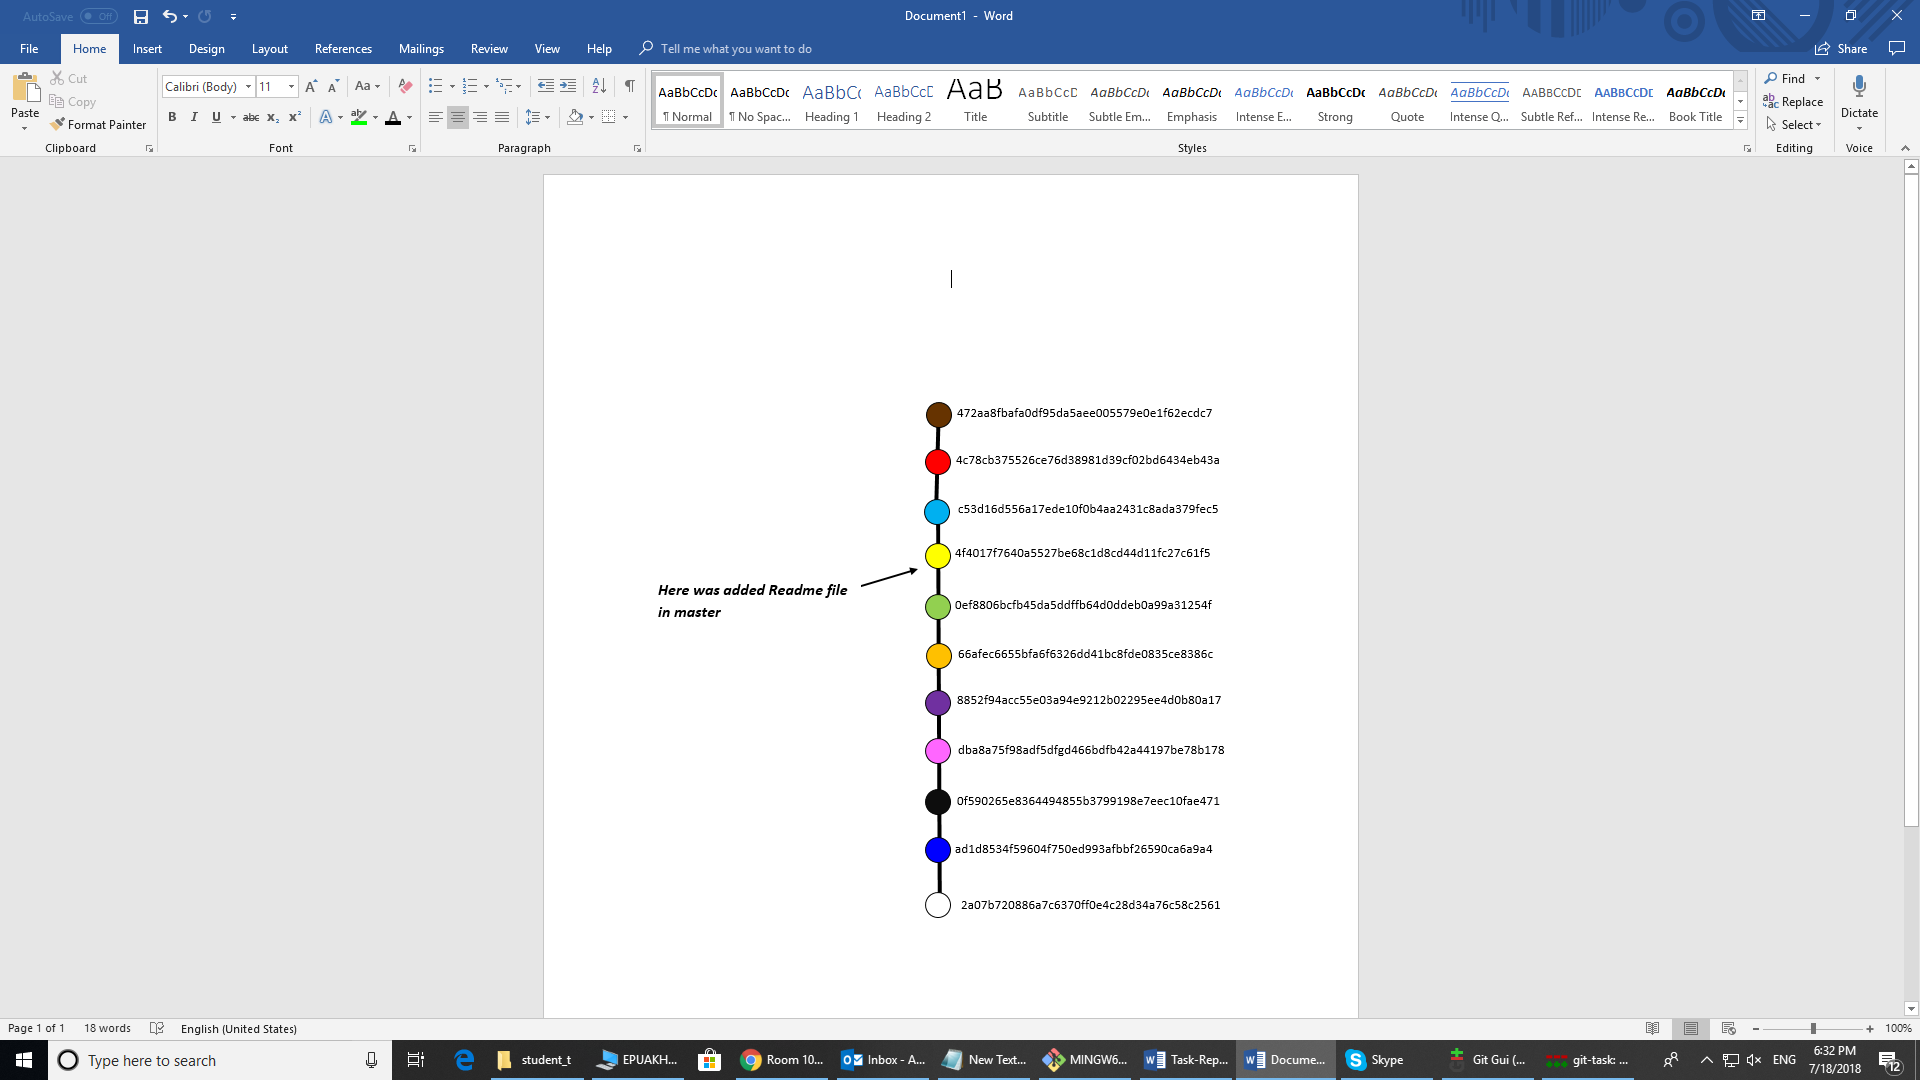 AutoSave Off
Document1 - Word
File Home Insert Design Layout References Mailings Review View Help Tell me what you want to do
Share
Paste
Cut
Copy
Format Painter
Clipboard
Calibri (Body) 11
Font
Paragraph
AaBbCcDc AaBbCcDc AaBbCc AaBbCcD AaB AaBbCcD AaBbCcDc AaBbCcDc AaBbCcDc AaBbCcDc AaBbCcDc AaBbCcDc AABBCCDE AABBCCDE AaBbCcDc
¶ Normal ¶ No Spac... Heading 1 Heading 2 Title Subtitle Subtle Em... Emphasis Intense E... Strong Quote Intense Q... Subtle Ref... Intense Re... Book Title
Styles
Find
Replace
Select
Editing
Dictate
Voice
472aa8fbafa0df95da5aee005579e0e1f62ecdc7
4c78cb375526ce76d38981d39cf02bd6434eb43a
c53d16d556a17ede10f0b4aa2431c8ada379fec5
4f4017f7640a5527be68c1d8cd44d11fc27c61f5
Here was added Readme file
in master
0ef8806bcfb45da5ddffb64d0ddeb0a99a31254f
66afec6655bfa6f6326dd41bc8fde0835ce8386c
8852f94acc55e03a94e9212b02295ee4d0b80a17
dba8a75f98adf5dfgd466bdfb42a44197be78b178
0f590265e8364494855b3799198e7eec10fae471
ad1d8534f59604f750ed993afbbf26590ca6a9a4
2a07b720886a7c6370ff0e4c28d34a76c58c2561
Page 1 of 1 18 words English (United States)
100%
Type here to search
student_t EPUAKH... Room 10... Inbox - A... New Text... MINGW6... Task-Rep... Docume... Skype Git Gui (... git-task: ...
ENG
6:32 PM
7/18/2018
12